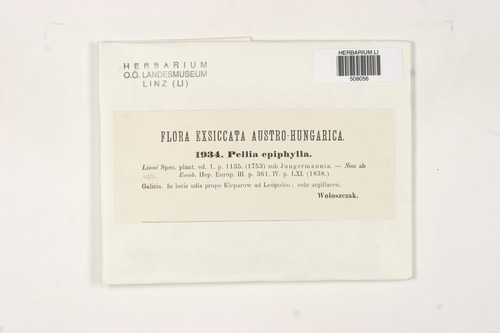 HERBARIUM
O.Ö. LANDESMUSEUM
LINZ (LI)
HERBARIUM LI
508056
FLORA EXSICCATA AUSTRO-HUNGARICA.
1934. Pellia epiphylla.
Linné Spec. plant. ed. 1. p. 1135. (1753) sub Jungermannia. — Nees ab
Esenb. Hep. Europ. III. p. 361, IV. p. LXI. (1838.)
Galicia. In locis udis prope Kleparow ad Leopolim; solo argillaceo.
Wołoszczak.